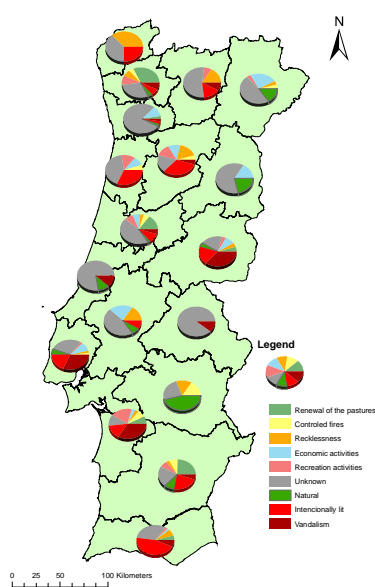 N
Legend
Renewal of the pastures
Controled fires
Recklessness
Economic activities
Recreation activities
Unknown
Natural
Intencionally lit
Vandalism
0 25 50 100 Kilometers